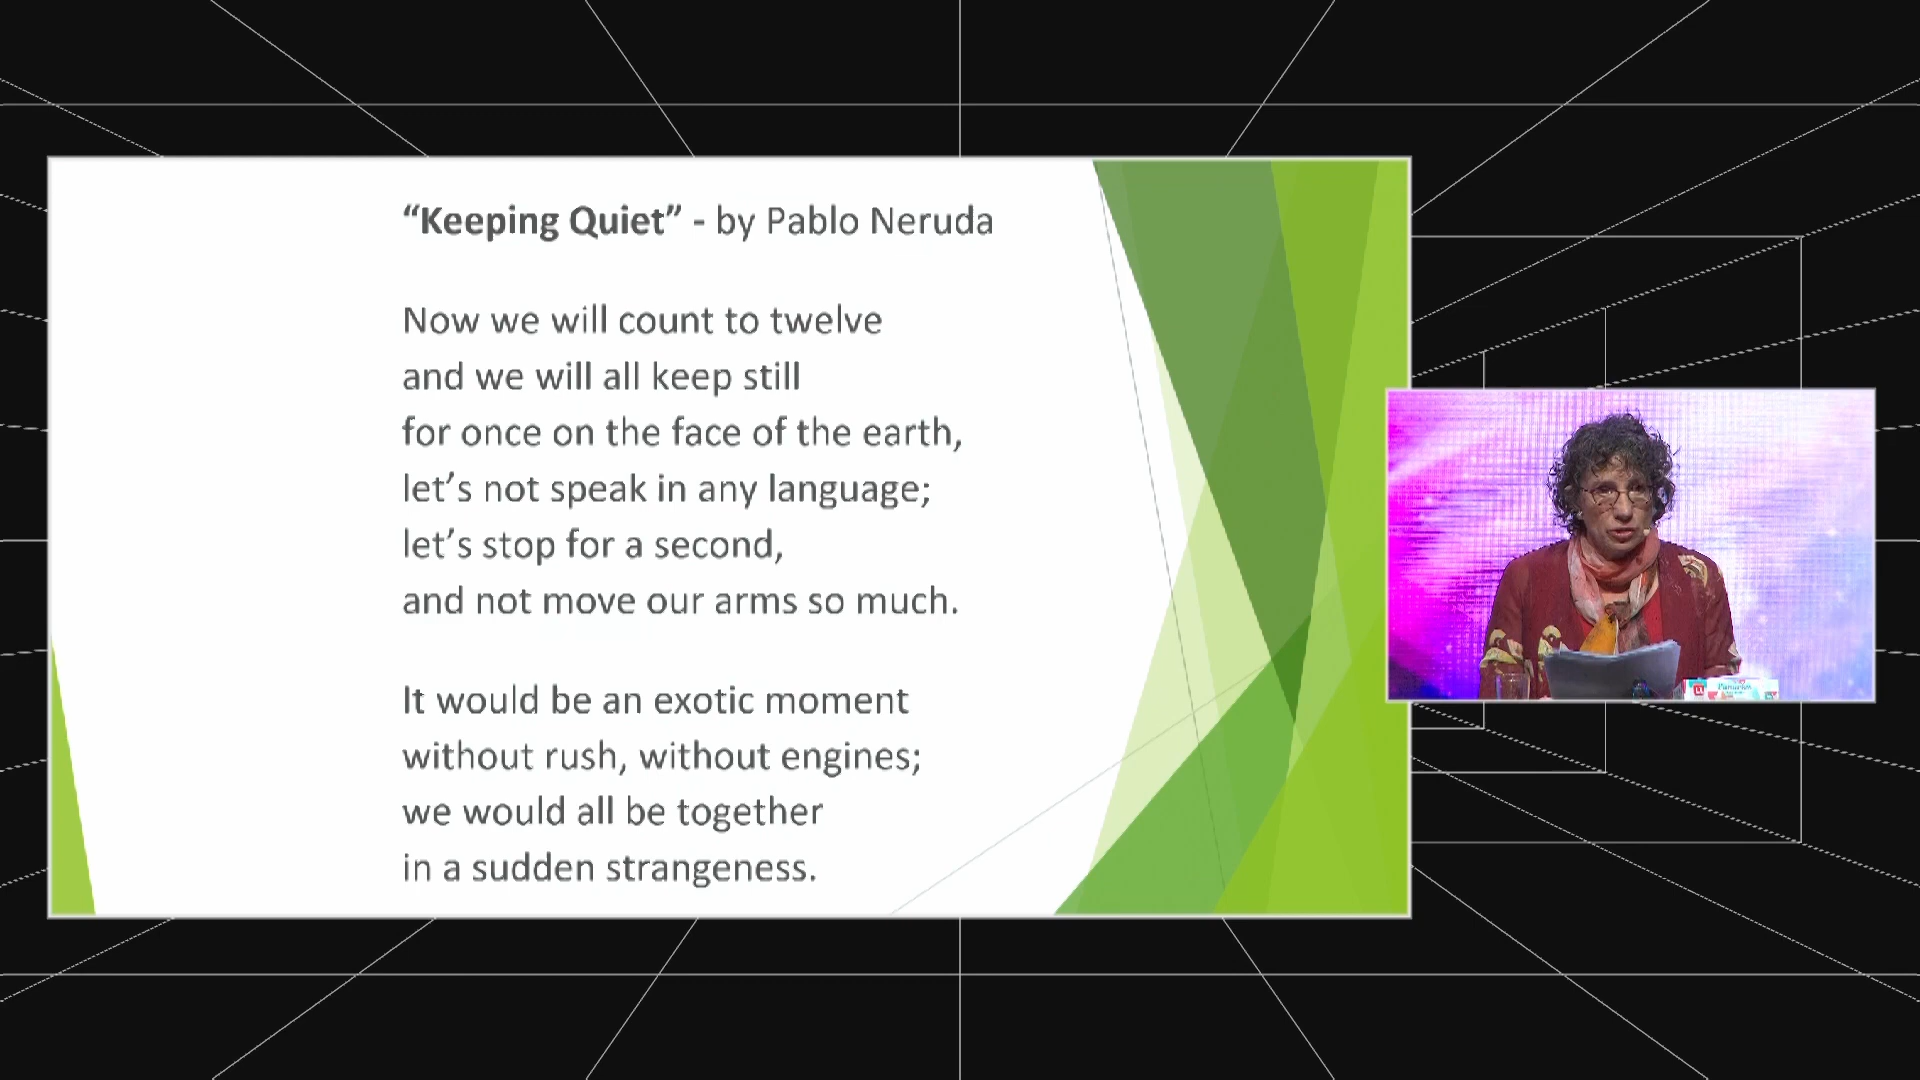 “Keeping Quiet” - by Pablo Neruda
Now we will count to twelve
and we will all keep still
for once on the face of the earth,
let’s not speak in any language;
let’s stop for a second,
and not move our arms so much.
It would be an exotic moment
without rush, without engines;
we would all be together
in a sudden strangeness.